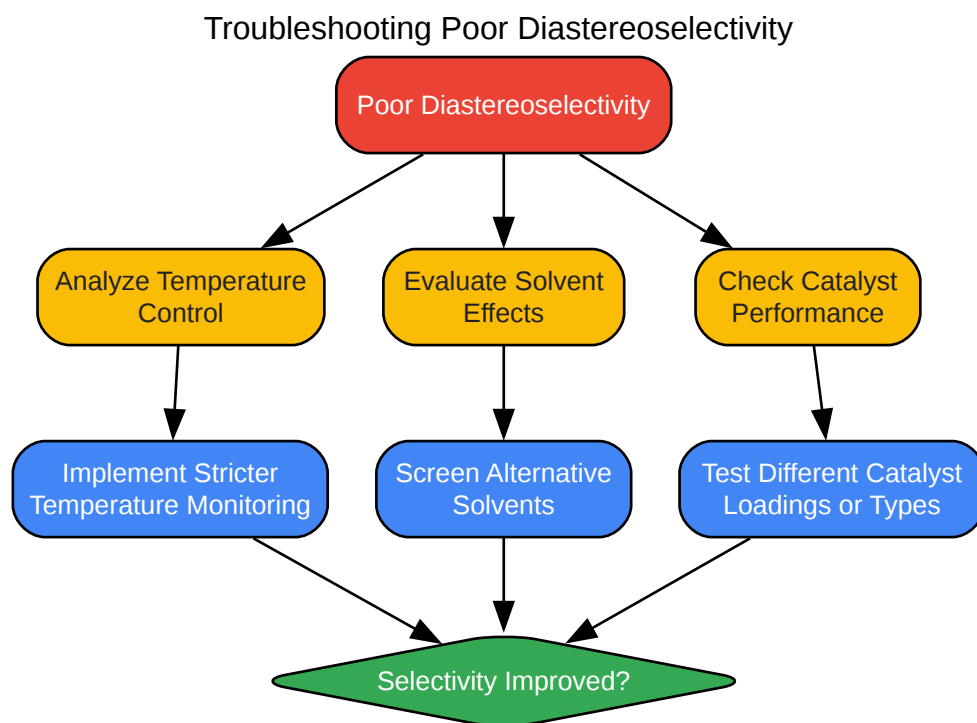 Troubleshooting Poor Diastereoselectivity
Poor Diastereoselectivity
Analyze Temperature
Control
Evaluate Solvent
Effects
Check Catalyst
Performance
Implement Stricter
Temperature Monitoring
Screen Alternative
Solvents
Test Different Catalyst
Loadings or Types
Selectivity Improved?